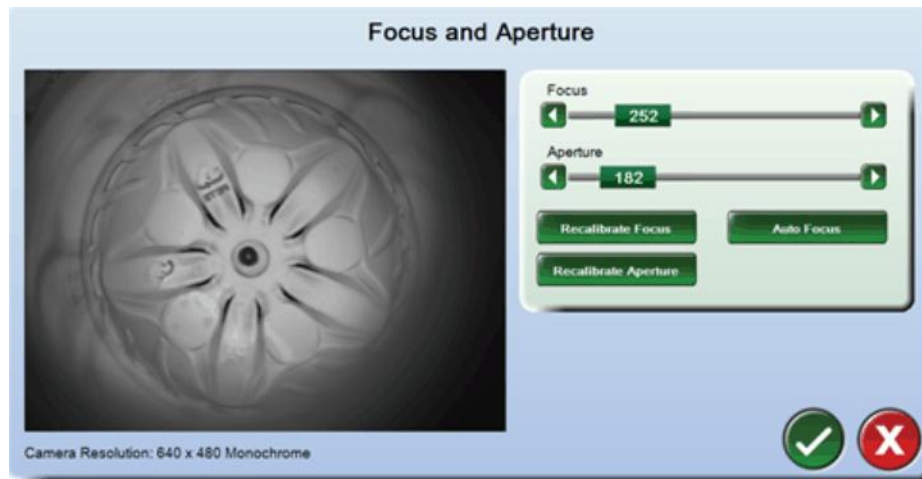 Focus and Aperture
Focus
252
Aperture
182
Recalibrate Focus
Auto Focus
Recalibrate Aperture
Camera Resolution: 640 x 480 Monochrome